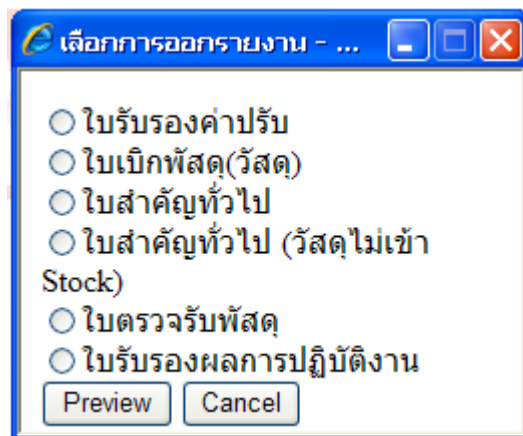 เลือกการออกรายงาน - ...
ใบรับรองค่าปรับ
ใบเบิกพัสดุ(วัสดุ)
ใบสำคัญทั่วไป
ใบสำคัญทั่วไป (วัสดุไม่เข้า
Stock)
ใบตรวจรับพัสดุ
ใบรับรองผลการปฏิบัติงาน
Preview Cancel